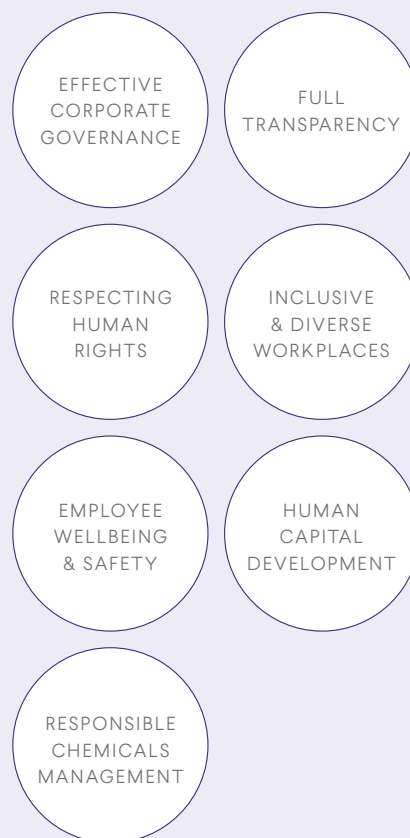 EFFECTIVE
CORPORATE
GOVERNANCE
FULL
TRANSPARENCY
RESPECTING
HUMAN
RIGHTS
INCLUSIVE
& DIVERSE
WORKPLACES
EMPLOYEE
WELLBEING
& SAFETY
HUMAN
CAPITAL
DEVELOPMENT
RESPONSIBLE
CHEMICALS
MANAGEMENT